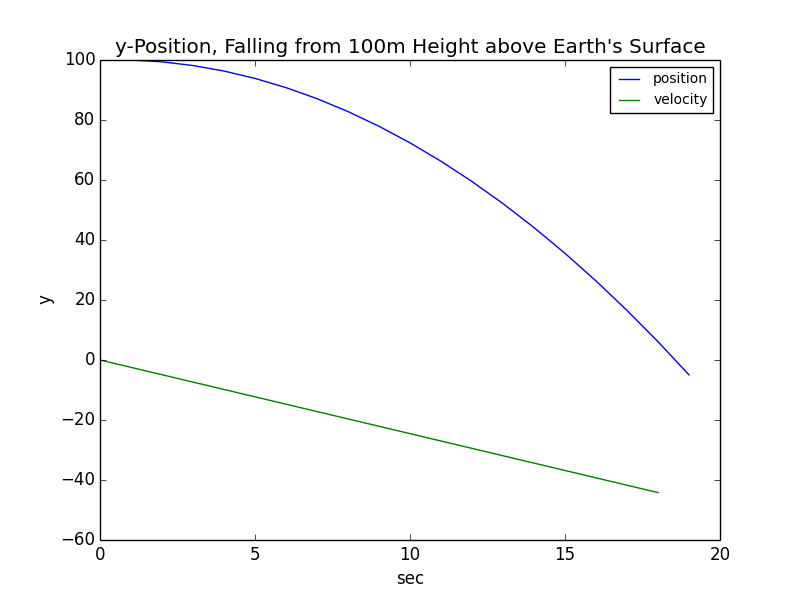 y-Position, Falling from 100m Height above Earth's Surface
100
80
60
40
20
0
−20
−40
−60
y
position
velocity
0
5
10
15
20
sec